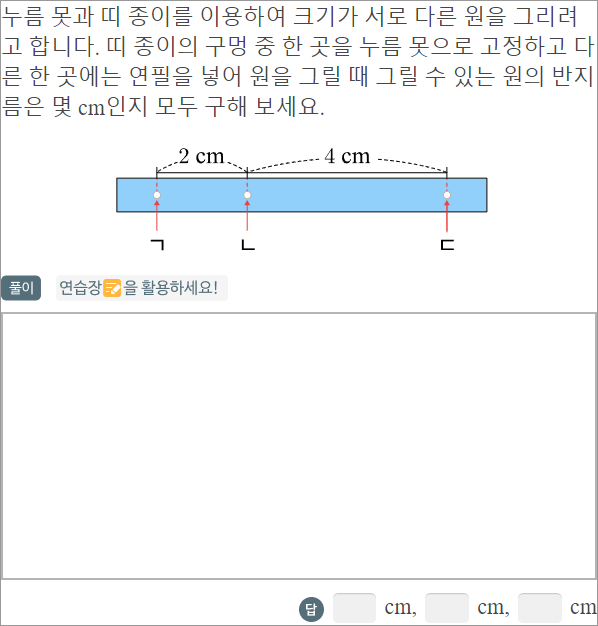 누름 못과 띠 종이를 이용하여 크기가 서로 다른 원을 그리려
고 합니다. 띠 종이의 구멍 중 한 곳을 누름 못으로 고정하고 다
른 한 곳에는 연필을 넣어 원을 그릴 때 그릴 수 있는 원의 반지
름은 몇 cm인지 모두 구해 보세요.
2 cm 4 cm
ㄱ ㄴ ㄷ
풀이 연습장을 활용하세요!
답 cm, cm, cm